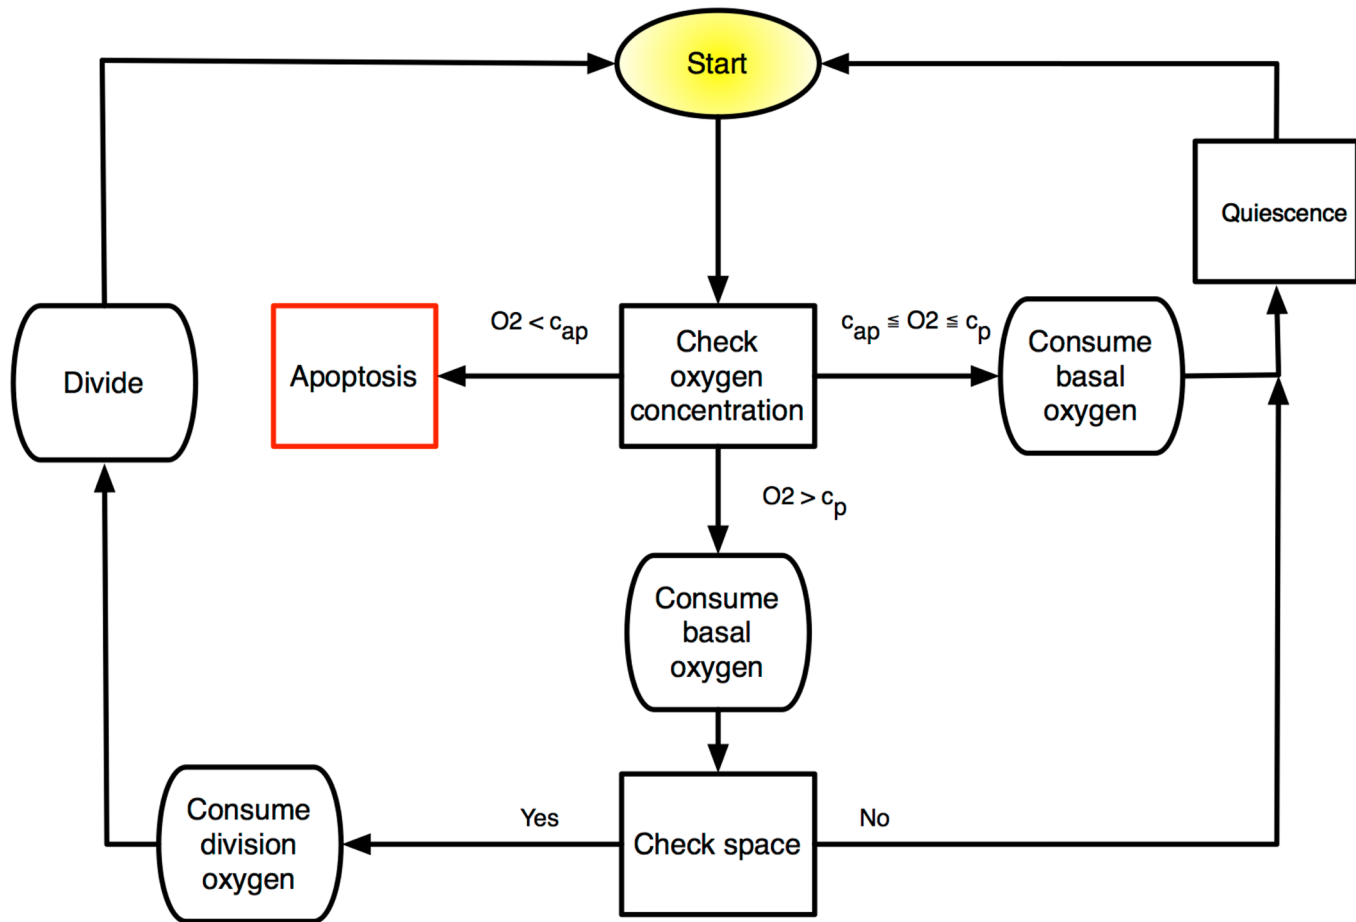 Start
Quiescence
O2 < cap
cap ≦ O2 ≦ cp
Check
oxygen
concentration
Consume
basal
oxygen
Divide
Apoptosis
O2 > cp
Consume
basal
oxygen
Consume
division
oxygen
Yes
Check space
No